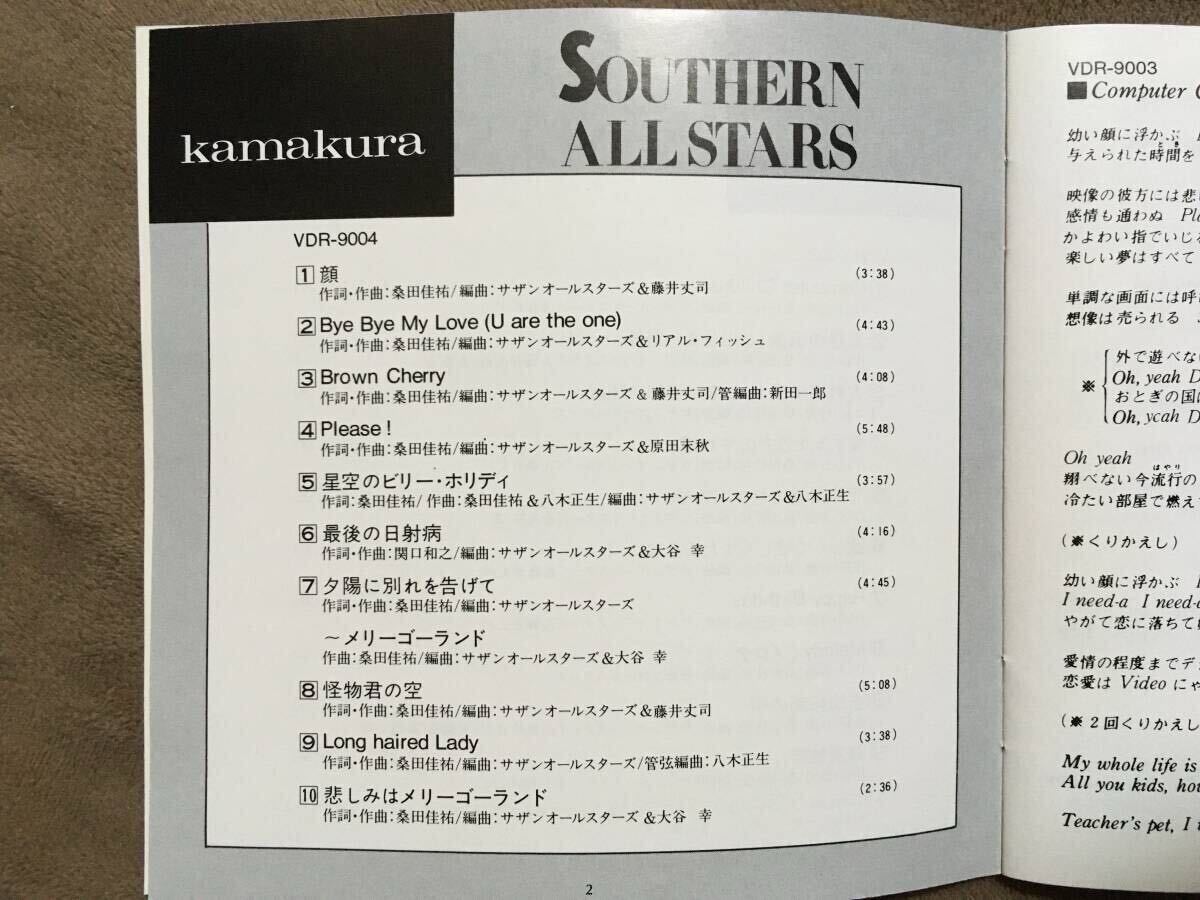 kamakura
SOUTHERN
ALL STARS
VDR-9004
1 顔 (3:38)
作詞・作曲:桑田佳祐/編曲:サザンオールスターズ&藤井丈司
2 Bye Bye My Love (U are the one) (4:43)
作詞・作曲:桑田佳祐/編曲:サザンオールスターズ&リアル・フィッシュ
3 Brown Cherry (4:08)
作詞・作曲:桑田佳祐/編曲:サザンオールスターズ & 藤井丈司/管編曲:新田一郎
4 Please! (5:48)
作詞・作曲:桑田佳祐/編曲:サザンオールスターズ&原田末秋
5 星空のビリー・ホリディ (3:57)
作詞:桑田佳祐/作曲:桑田佳祐&八木正生/編曲:サザンオールスターズ&八木正生
6 最後の日射病 (4:16)
作詞・作曲:関口和之/編曲:サザンオールスターズ&大谷 幸
7 夕陽に別れを告げて (4:45)
作詞・作曲:桑田佳祐/編曲:サザンオールスターズ
~メリーゴーランド
作曲:桑田佳祐/編曲:サザンオールスターズ&大谷 幸
8 怪物君の空 (5:08)
作詞・作曲:桑田佳祐/編曲:サザンオールスターズ&藤井丈司
9 Long haired Lady (3:38)
作詞・作曲:桑田佳祐/編曲:サザンオールスターズ/管弦編曲:八木正生
10 悲しみはメリーゴーランド (2:36)
作詞・作曲:桑田佳祐/編曲:サザンオールスターズ&大谷 幸
2
VDR-9003
■Computer
幼い顔に浮かぶ
与えられた時間を
映像の彼方には
感情も通わぬ
かよわい指でいじ
楽しい夢はすべて
単調な画面には
想像は売られる
外で遊べな
※ Oh, yeah
おとぎの国
Oh, ycah
Oh yeah
翔べない今流行の
冷たい部屋で燃え
(※くりかえし)
幼い顔に浮かぶ
I need-a I need-a
やがて恋に落ちて
愛情の程度までデ
恋愛は Video に
(※2回くりかえし
My whole life is
All you kids,
Teacher's pet, I